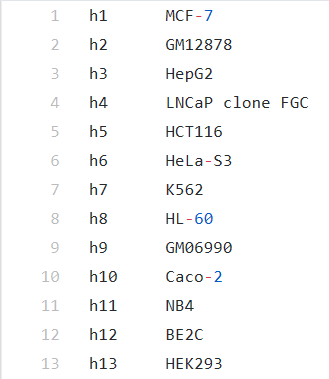 1 h1 MCF-7
2 h2 GM12878
3 h3 HepG2
4 h4 LNCaP clone FGC
5 h5 HCT116
6 h6 HeLa-S3
7 h7 K562
8 h8 HL-60
9 h9 GM06990
10 h10 Caco-2
11 h11 NB4
12 h12 BE2C
13 h13 HEK293